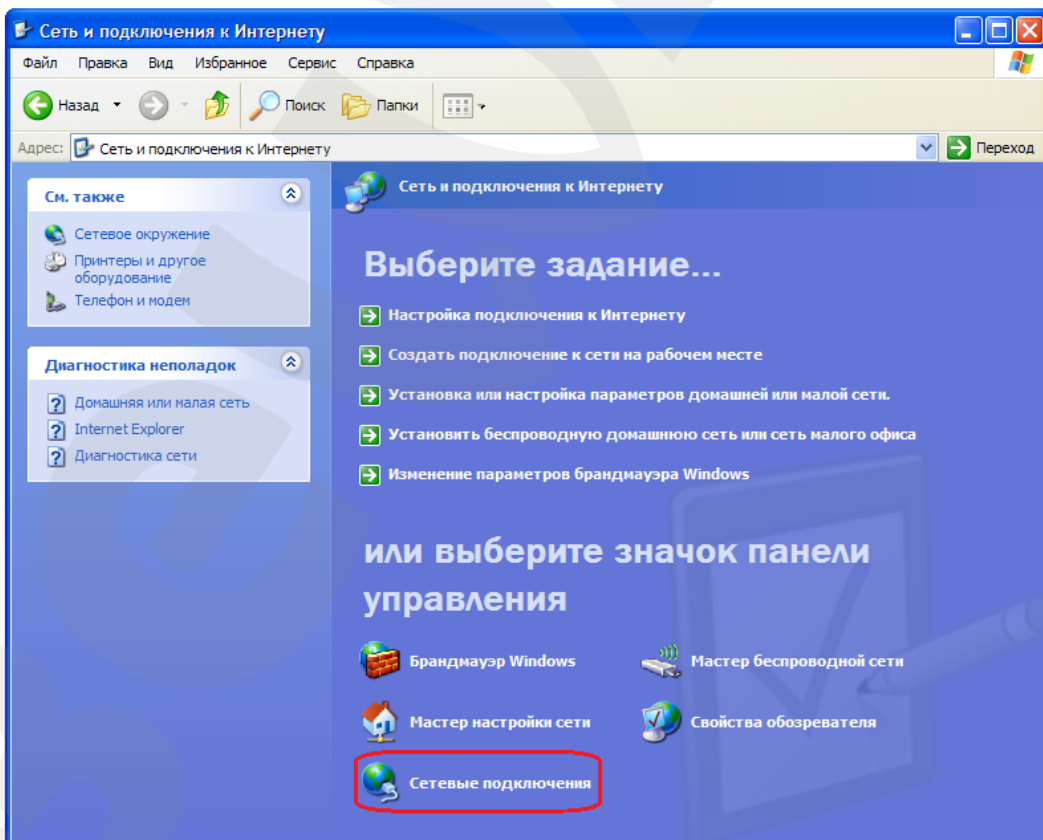 Сеть и подключения к Интернету
Файл Правка Вид Избранное Сервис Справка
Назад Поиск Папки
Адрес: Сеть и подключения к Интернету Переход
См. также
Сетевое окружение
Принтеры и другое
оборудование
Телефон и модем
Диагностика неполадок
Домашняя или малая сеть
Internet Explorer
Диагностика сети
Сеть и подключения к Интернету
Выберите задание...
Настройка подключения к Интернету
Создать подключение к сети на рабочем месте
Установка или настройка параметров домашней или малой сети.
Установить беспроводную домашнюю сеть или сеть малого офиса
Изменение параметров брандмауэра Windows
или выберите значок панели
управления
Брандмауэр Windows Мастер беспроводной сети
Мастер настройки сети Свойства обозревателя
Сетевые подключения